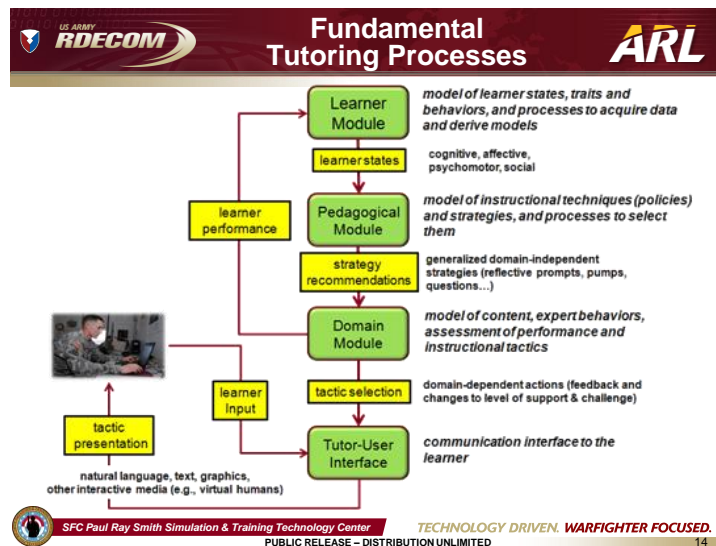 US ARMY
RDECOM
Fundamental
Tutoring Processes
ARL
Learner
Module
model of learner states, traits and
behaviors, and processes to acquire data
and derive models
learner states
cognitive, affective,
psychomotor, social
learner
performance
Pedagogical
Module
model of instructional techniques (policies)
and strategies, and processes to select
them
strategy
recommendations
generalized domain-independent
strategies (reflective prompts, pumps,
questions...)
Domain
Module
model of content, expert behaviors,
assessment of performance and
instructional tactics
learner
Input
tactic selection
domain-dependent actions (feedback and
changes to level of support & challenge)
tactic
presentation
Tutor-User
Interface
communication interface to the
learner
natural language, text, graphics,
other interactive media (e.g., virtual humans)
SFC Paul Ray Smith Simulation & Training Technology Center
TECHNOLOGY DRIVEN. WARFIGHTER FOCUSED.
PUBLIC RELEASE – DISTRIBUTION UNLIMITED
14